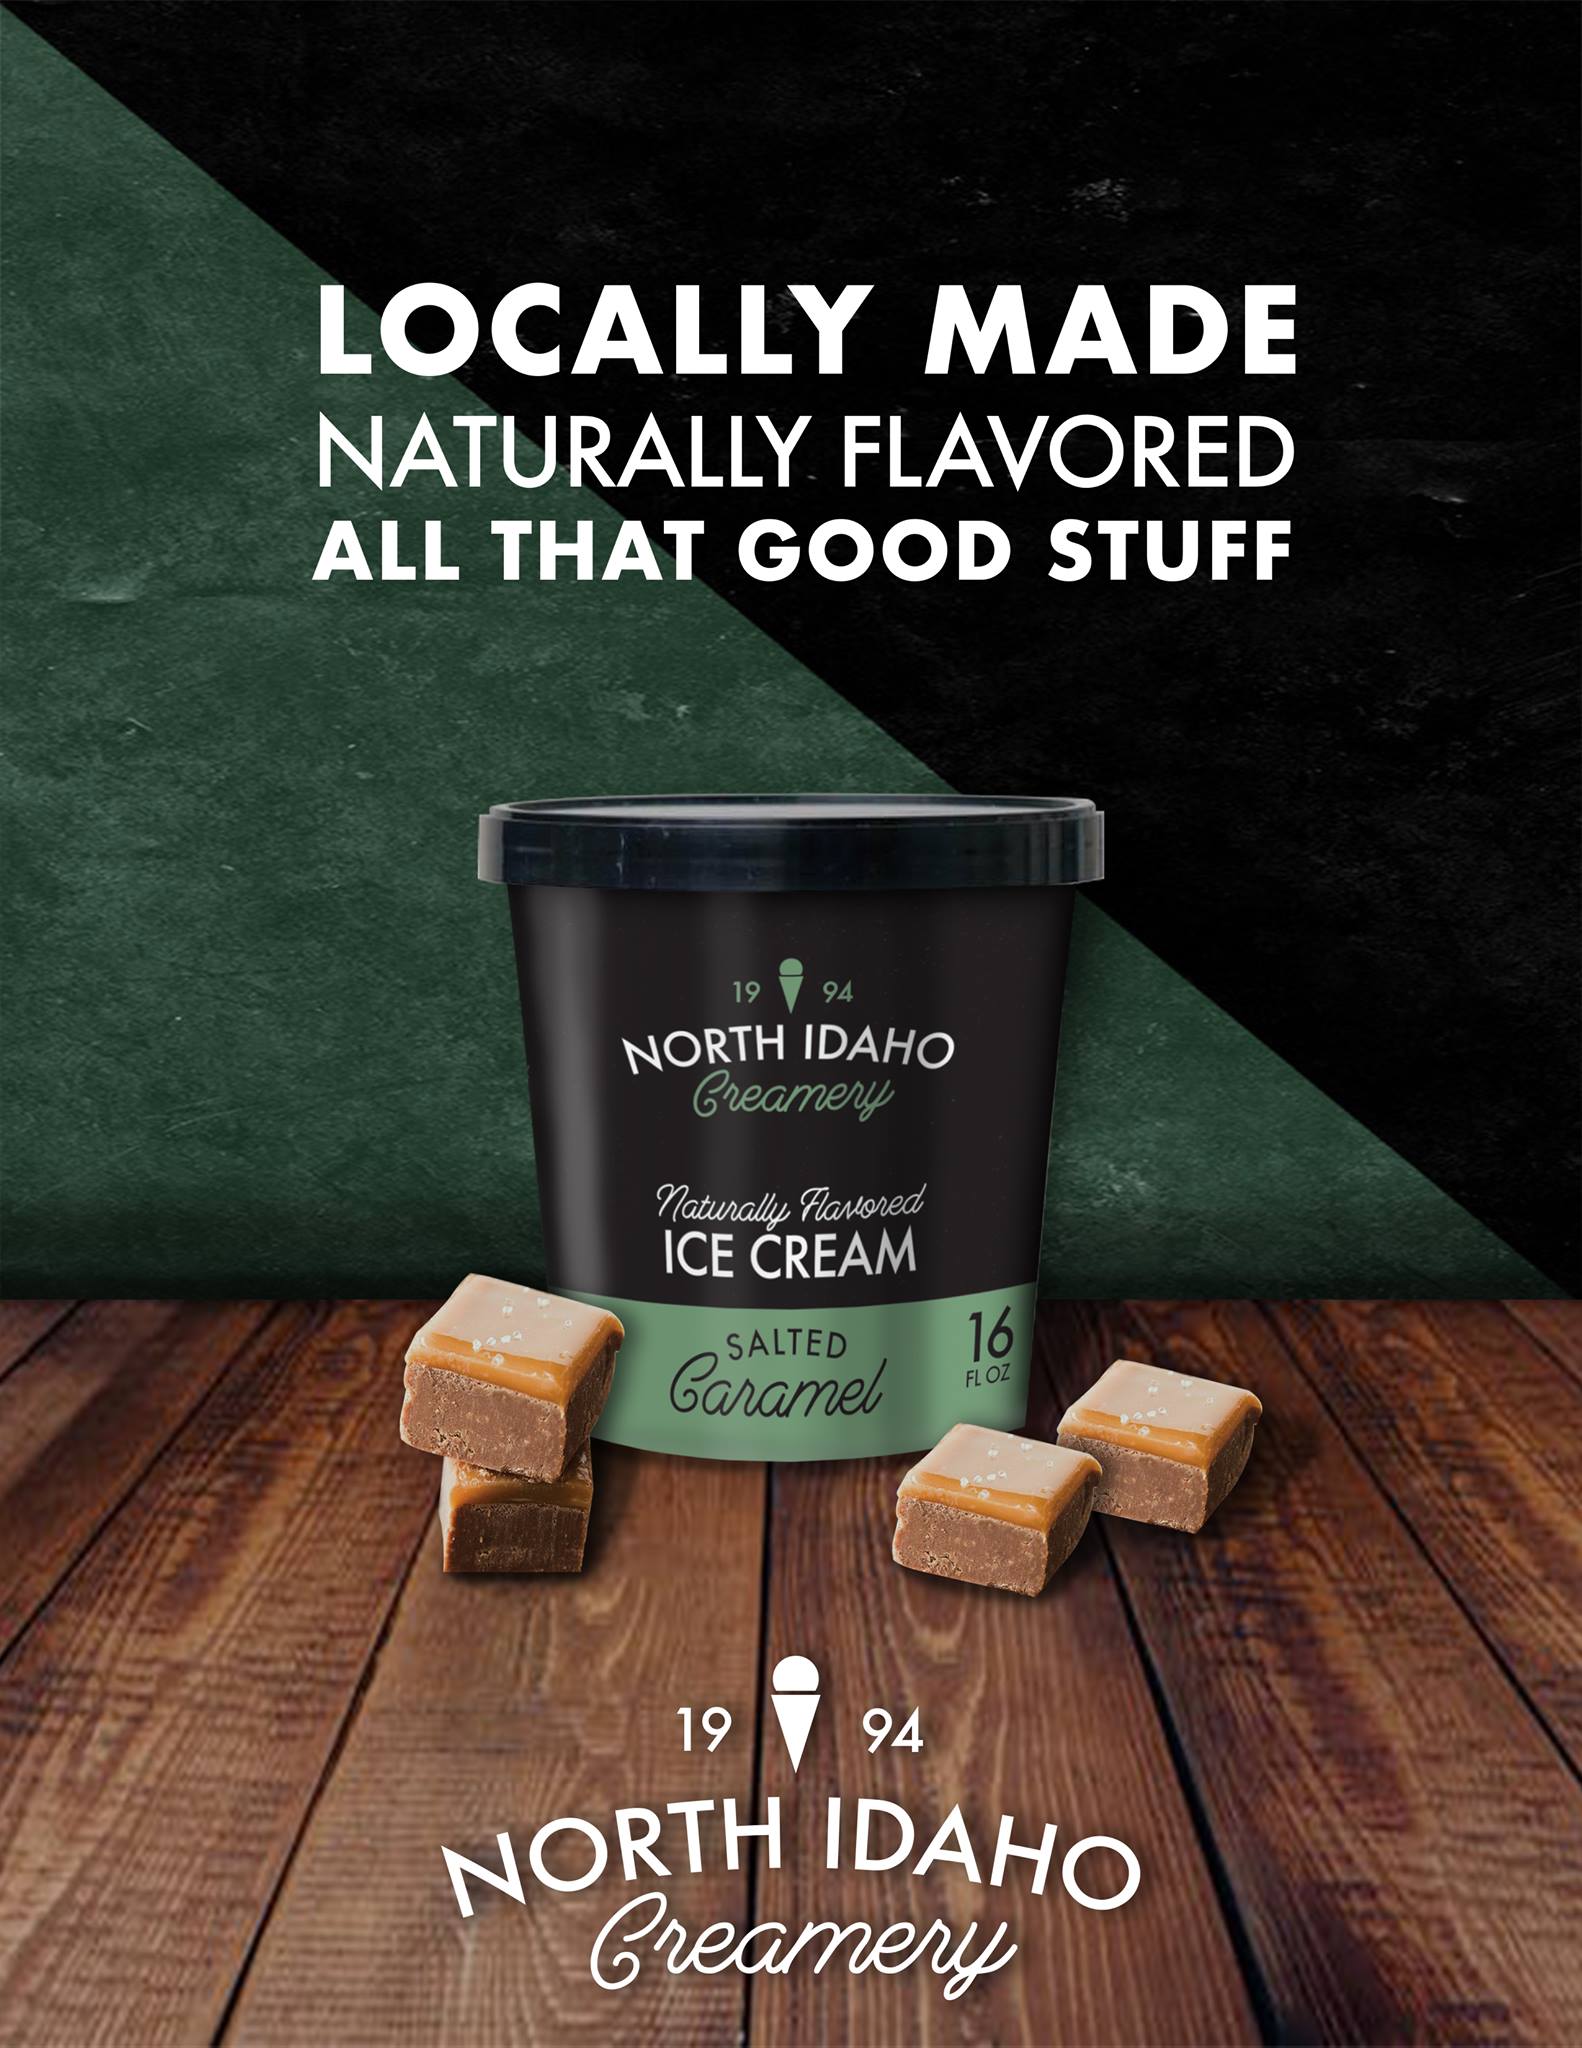 LOCALLY MADE
NATURALLY FLAVORED
ALL THAT GOOD STUFF
19 94
NORTH IDAHO
Creamery
Naturally Flavored
ICE CREAM
SALTED
Caramel
16
FL OZ
19 94
NORTH IDAHO
Creamery